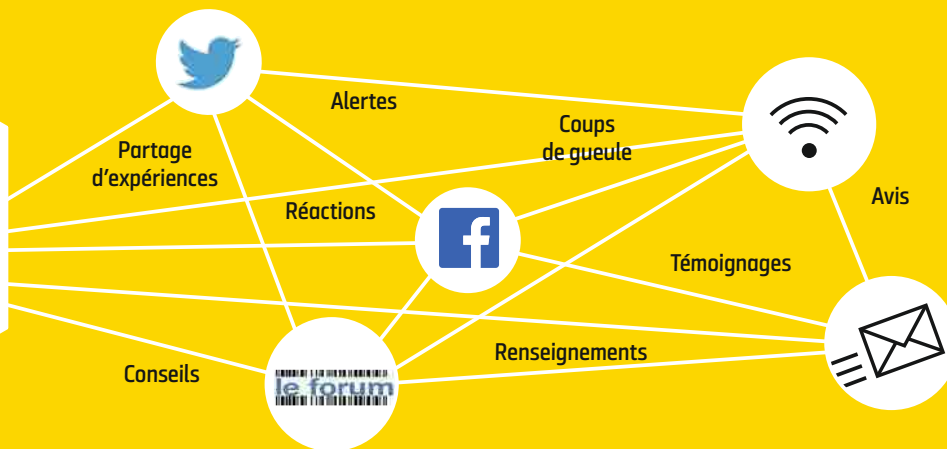 Alertes
Coups
de gueule
Partage
d'expériences
Avis
Réactions
Témoignages
Renseignements
Conseils
le forum